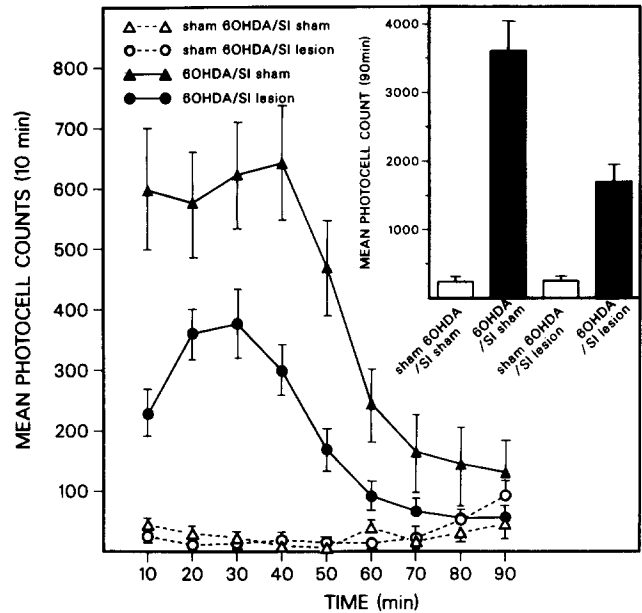 sham 6OHDA/SI sham
sham 6OHDA/SI lesion
6OHDA/SI sham
6OHDA/SI lesion
MEAN PHOTOCELL COUNTS (10 min)
800
700
600
500
400
300
200
100
10 20 30 40 50 60 70 80 90
TIME (min)
MEAN PHOTOCELL COUNT (90min)
4000
3000
2000
1000
sham 6OHDA
/SI sham
6OHDA
/SI sham
sham 6OHDA
/SI lesion
6OHDA
/SI lesion